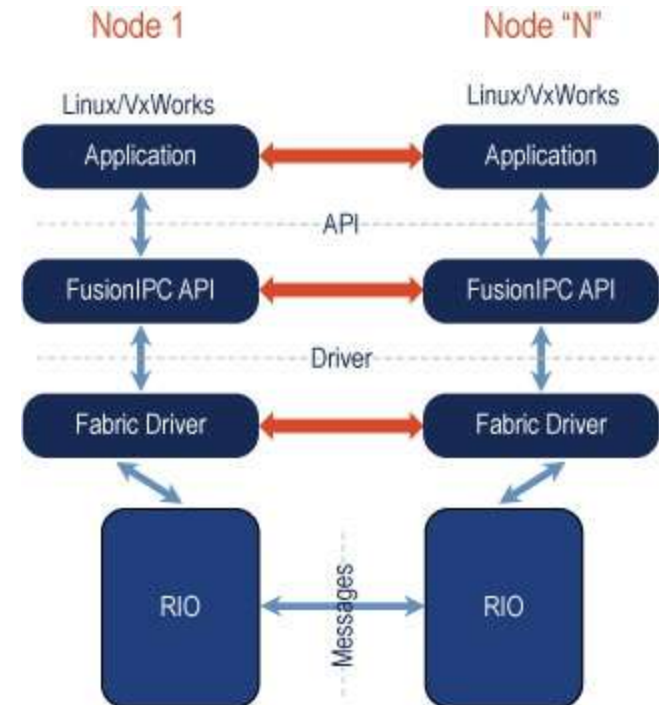 Node 1
Node “N”
Linux/VxWorks
Linux/VxWorks
Application
Application
API
FusionIPC API
FusionIPC API
Driver
Fabric Driver
Fabric Driver
RIO
Messages
RIO